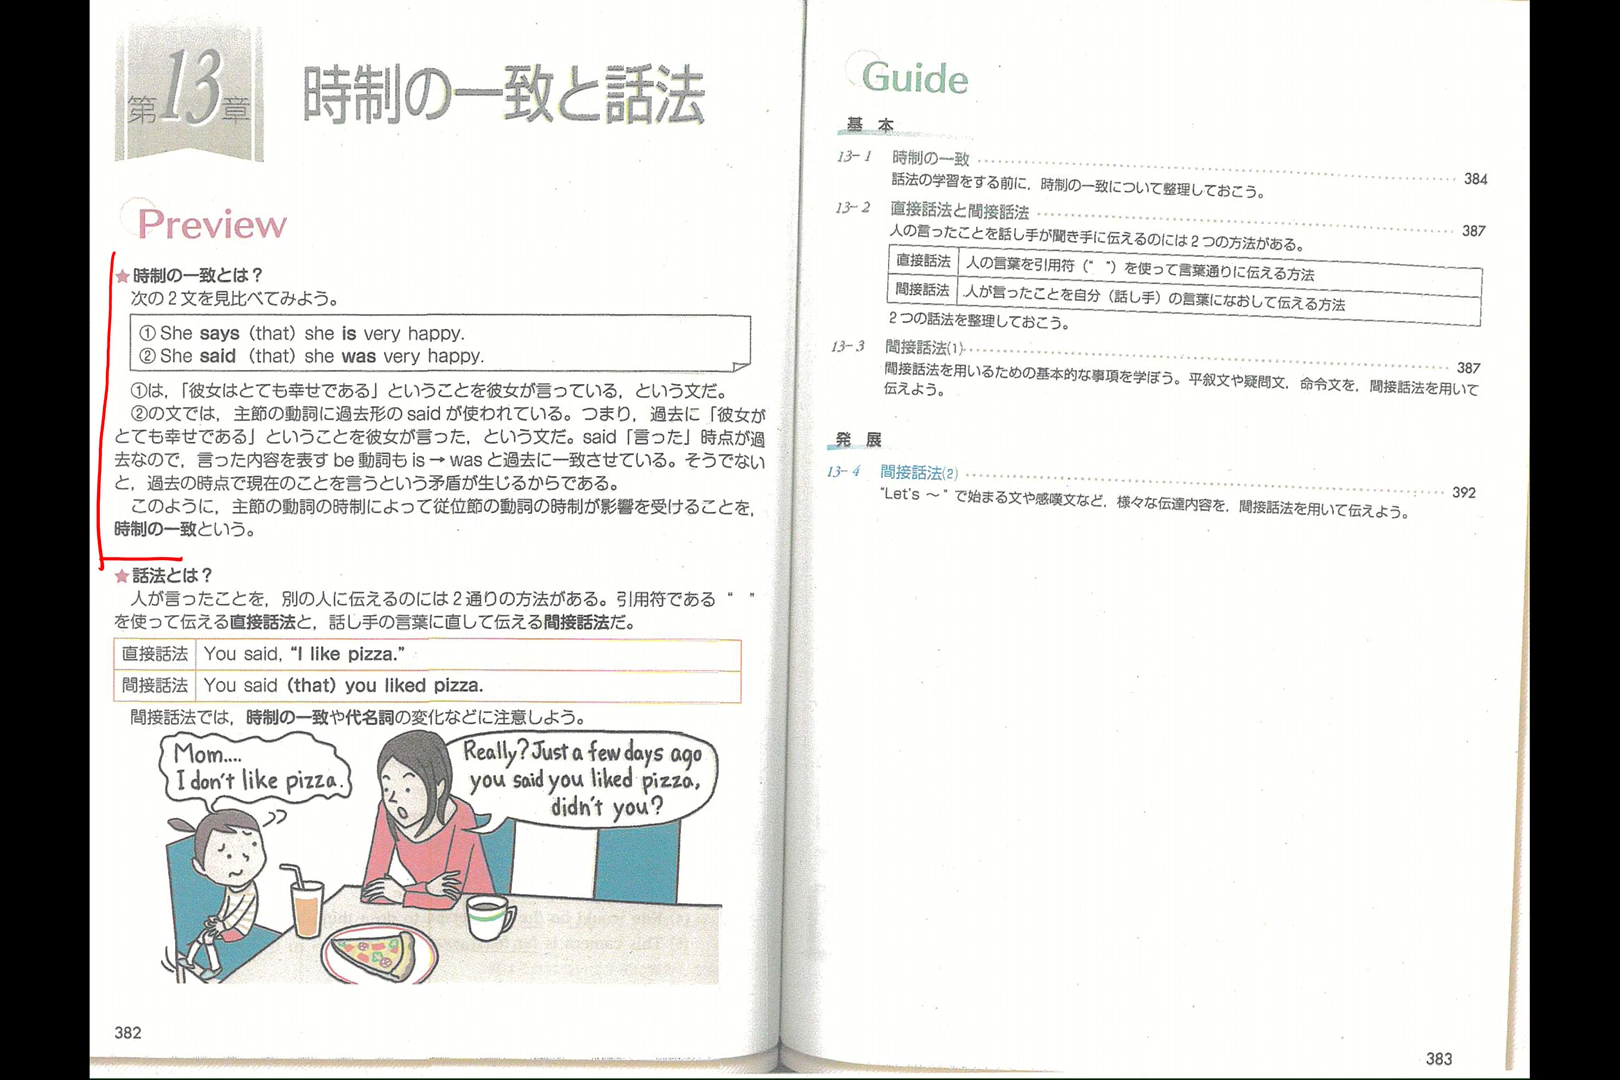 第13章 時制の一致と話法
Preview
★時制の一致とは？
次の2文を見比べてみよう。
① She says (that) she is very happy.
② She said (that) she was very happy.
①は，「彼女はとても幸せである」ということを彼女が言っている，という文だ。
②の文では，主節の動詞に過去形の said が使われている。つまり，過去に「彼女が
とても幸せである」ということを彼女が言った，という文だ。said「言った」時点が過
去なので，言った内容を表す be 動詞も is → was と過去に一致させている。そうでない
と，過去の時点で現在のことを言うという矛盾が生じるからである。
このように，主節の動詞の時制によって従位節の動詞の時制が影響を受けることを，
時制の一致という。
★話法とは？
人が言ったことを，別の人に伝えるのには2通りの方法がある。引用符である “ ”
を使って伝える直接話法と，話し手の言葉に直して伝える間接話法だ。
直接話法 You said, “I like pizza.”
間接話法 You said (that) you liked pizza.
間接話法では，時制の一致や代名詞の変化などに注意しよう。
Mom....
I don't like pizza.
Really? Just a few days ago
you said you liked pizza,
didn't you?
382
Guide
基 本
13-1 時制の一致 384
話法の学習をする前に，時制の一致について整理しておこう。
13-2 直接話法と間接話法 387
人の言ったことを話し手が聞き手に伝えるのには2つの方法がある。
直接話法 人の言葉を引用符（“ ”）を使って言葉通りに伝える方法
間接話法 人が言ったことを自分（話し手）の言葉になおして伝える方法
2つの話法を整理しておこう。
13-3 間接話法(1) 387
間接話法を用いるための基本的な事項を学ぼう。平叙文や疑問文，命令文を，間接話法を用いて
伝えよう。
発 展
13-4 間接話法(2) 392
“Let's ～” で始まる文や感嘆文など，様々な伝達内容を，間接話法を用いて伝えよう。
383